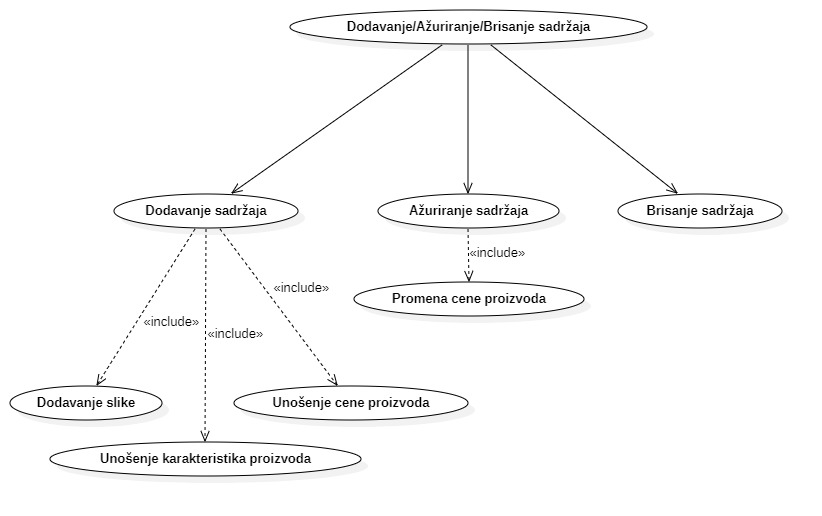 Dodavanje/Ažuriranje/Brisanje sadržaja
Dodavanje sadržaja
Ažuriranje sadržaja
Brisanje sadržaja
«include»
Promena cene proizvoda
«include»
«include»
«include»
Dodavanje slike
Unošenje cene proizvoda
Unošenje karakteristika proizvoda